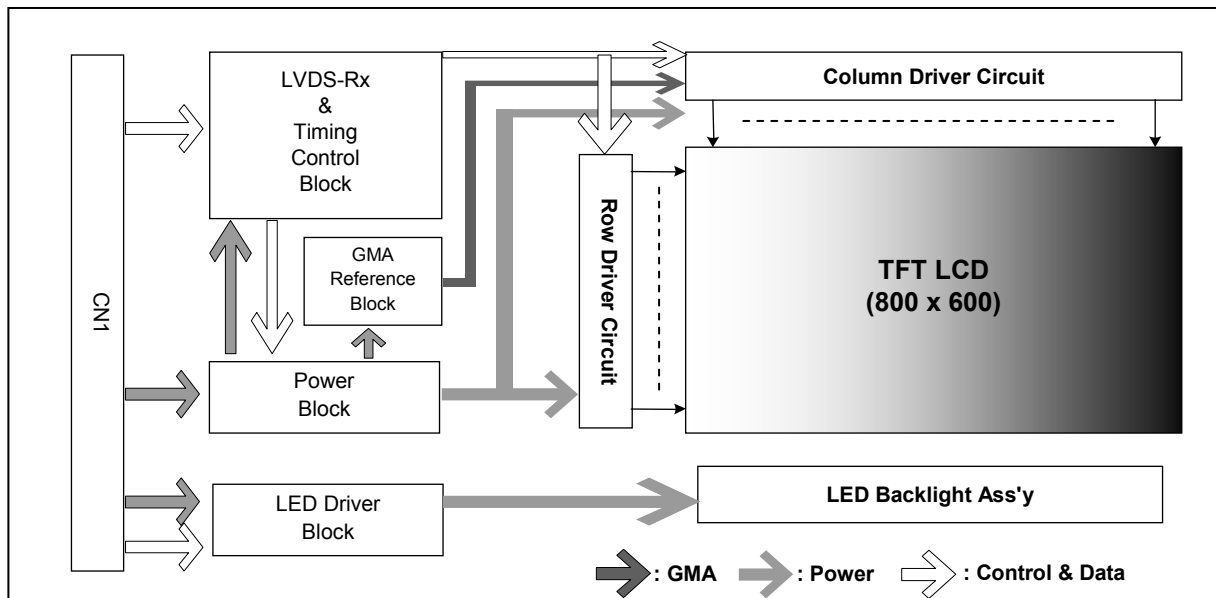 CN1
LVDS-Rx
&
Timing
Control
Block
GMA
Reference
Block
Power
Block
LED Driver
Block
Row Driver Circuit
Column Driver Circuit
TFT LCD
(800 x 600)
LED Backlight Ass'y
: GMA
: Power
: Control & Data